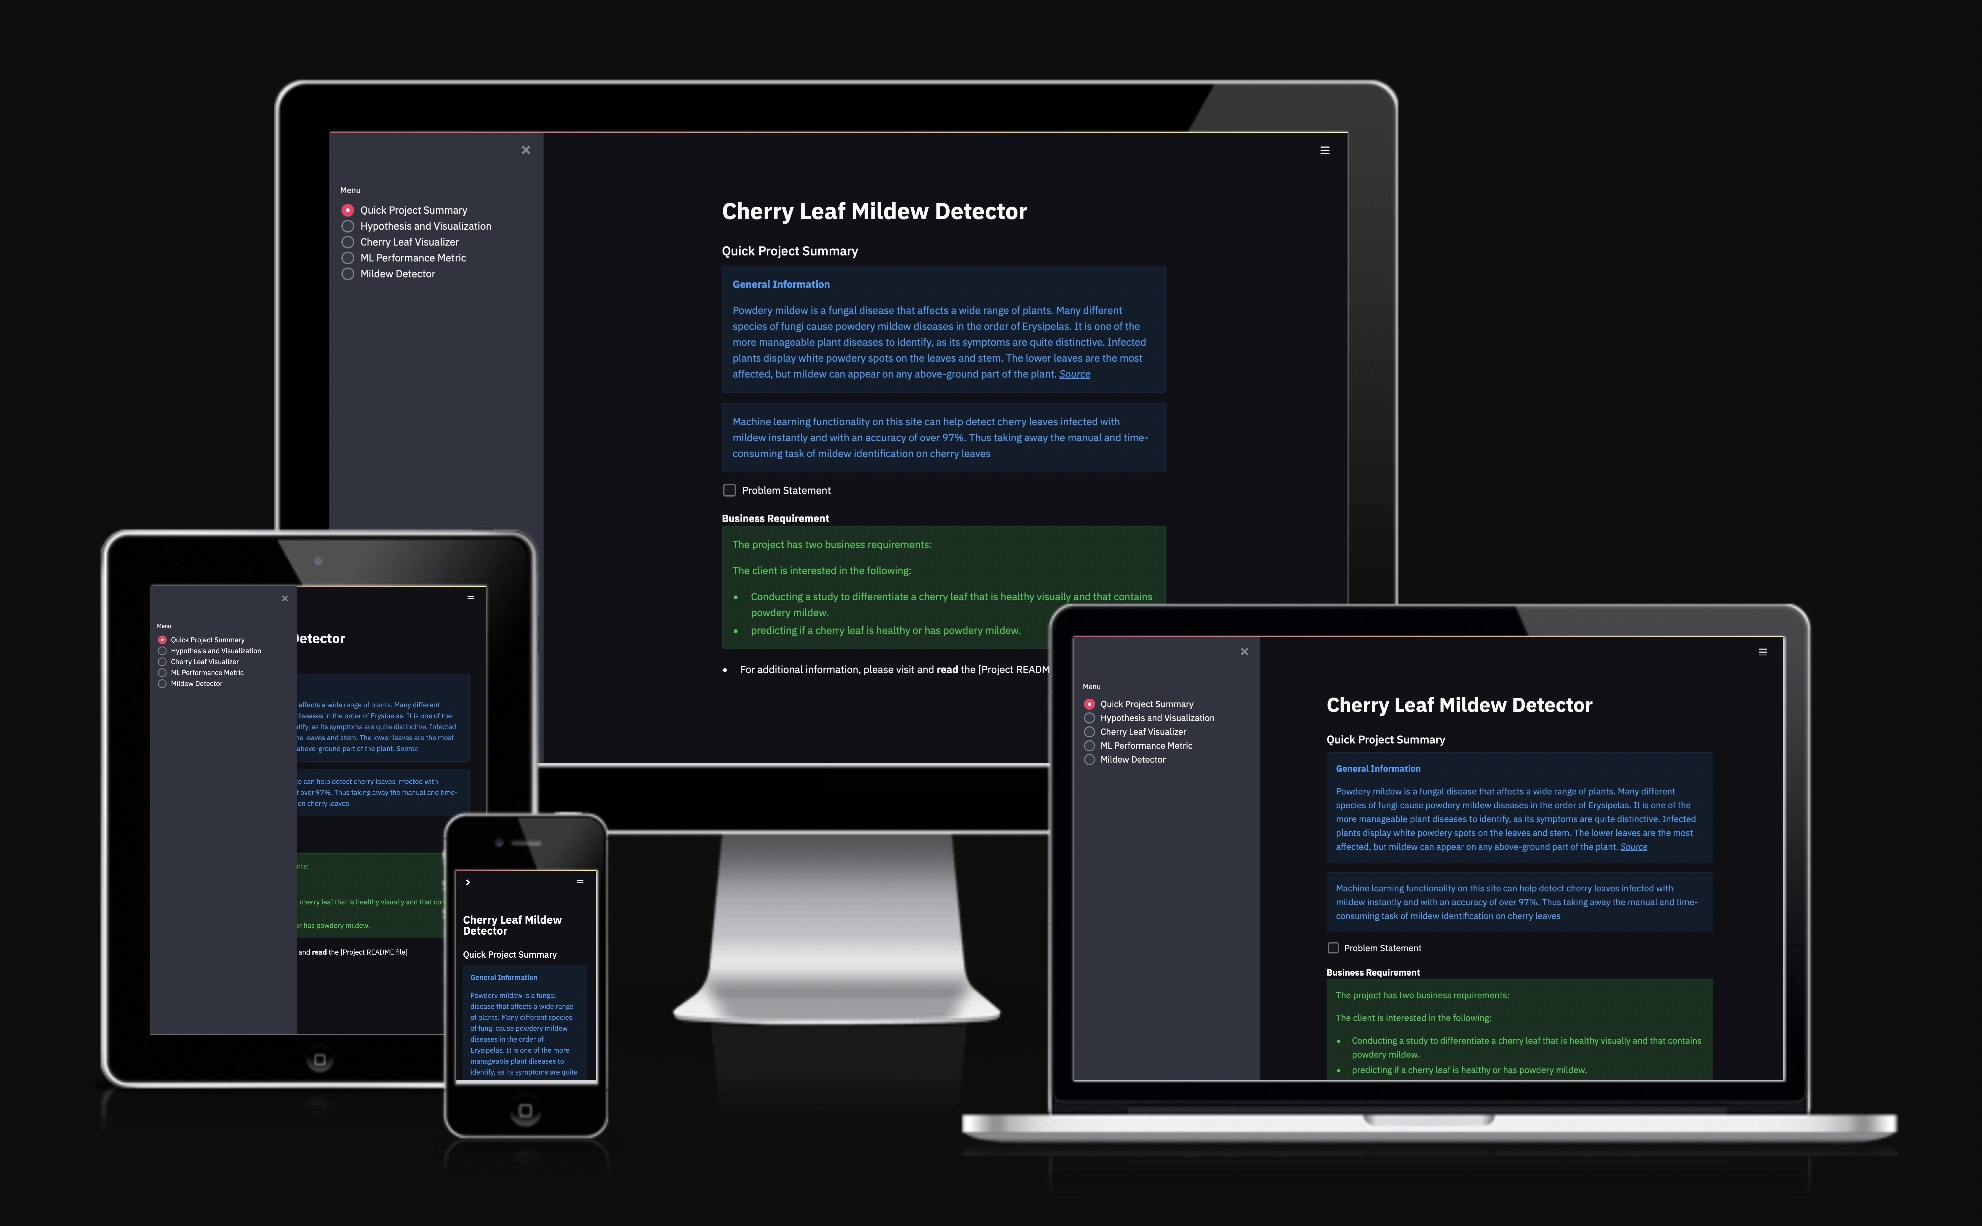 Menu
Quick Project Summary
Hypothesis and Visualization
Cherry Leaf Visualizer
ML Performance Metric
Mildew Detector
Cherry Leaf Mildew Detector
Quick Project Summary
General Information
Powdery mildew is a fungal disease that affects a wide range of plants. Many different
species of fungi cause powdery mildew diseases in the order of Erysipelas. It is one of the
more manageable plant diseases to identify, as its symptoms are quite distinctive. Infected
plants display white powdery spots on the leaves and stem. The lower leaves are the most
affected, but mildew can appear on any above-ground part of the plant. Source
Machine learning functionality on this site can help detect cherry leaves infected with
mildew instantly and with an accuracy of over 97%. Thus taking away the manual and time-
consuming task of mildew identification on cherry leaves
Problem Statement
Business Requirement
The project has two business requirements:
The client is interested in the following:
• Conducting a study to differentiate a cherry leaf that is healthy visually and that contains
powdery mildew.
• predicting if a cherry leaf is healthy or has powdery mildew.
• For additional information, please visit and read the [Project READM
Menu
Quick Project Summary
Hypothesis and Visualization
Cherry Leaf Visualizer
ML Performance Metric
Mildew Detector
Detector
affects a wide range of plants. Many different
diseases in the order of Erysipelas. It is one of the
ntify, as its symptoms are quite distinctive. Infected
he leaves and stem. The lower leaves are the most
above-ground part of the plant. Source
te can help detect cherry leaves infected with
f over 97%. Thus taking away the manual and time-
on cherry leaves
nts:
cherry leaf that is healthy visually and that con
or has powdery mildew.
and read the [Project README file]
Cherry Leaf Mildew
Detector
Quick Project Summary
General Information
Powdery mildew is a fungal
disease that affects a wide range
of plants. Many different species
of fungi cause powdery mildew
diseases in the order of
Erysipelas. It is one of the more
manageable plant diseases to
identify, as its symptoms are quite
Menu
Quick Project Summary
Hypothesis and Visualization
Cherry Leaf Visualizer
ML Performance Metric
Mildew Detector
Cherry Leaf Mildew Detector
Quick Project Summary
General Information
Powdery mildew is a fungal disease that affects a wide range of plants. Many different
species of fungi cause powdery mildew diseases in the order of Erysipelas. It is one of the
more manageable plant diseases to identify, as its symptoms are quite distinctive. Infected
plants display white powdery spots on the leaves and stem. The lower leaves are the most
affected, but mildew can appear on any above-ground part of the plant. Source
Machine learning functionality on this site can help detect cherry leaves infected with
mildew instantly and with an accuracy of over 97%. Thus taking away the manual and time-
consuming task of mildew identification on cherry leaves
Problem Statement
Business Requirement
The project has two business requirements:
The client is interested in the following:
• Conducting a study to differentiate a cherry leaf that is healthy visually and that contains
powdery mildew.
• predicting if a cherry leaf is healthy or has powdery mildew.